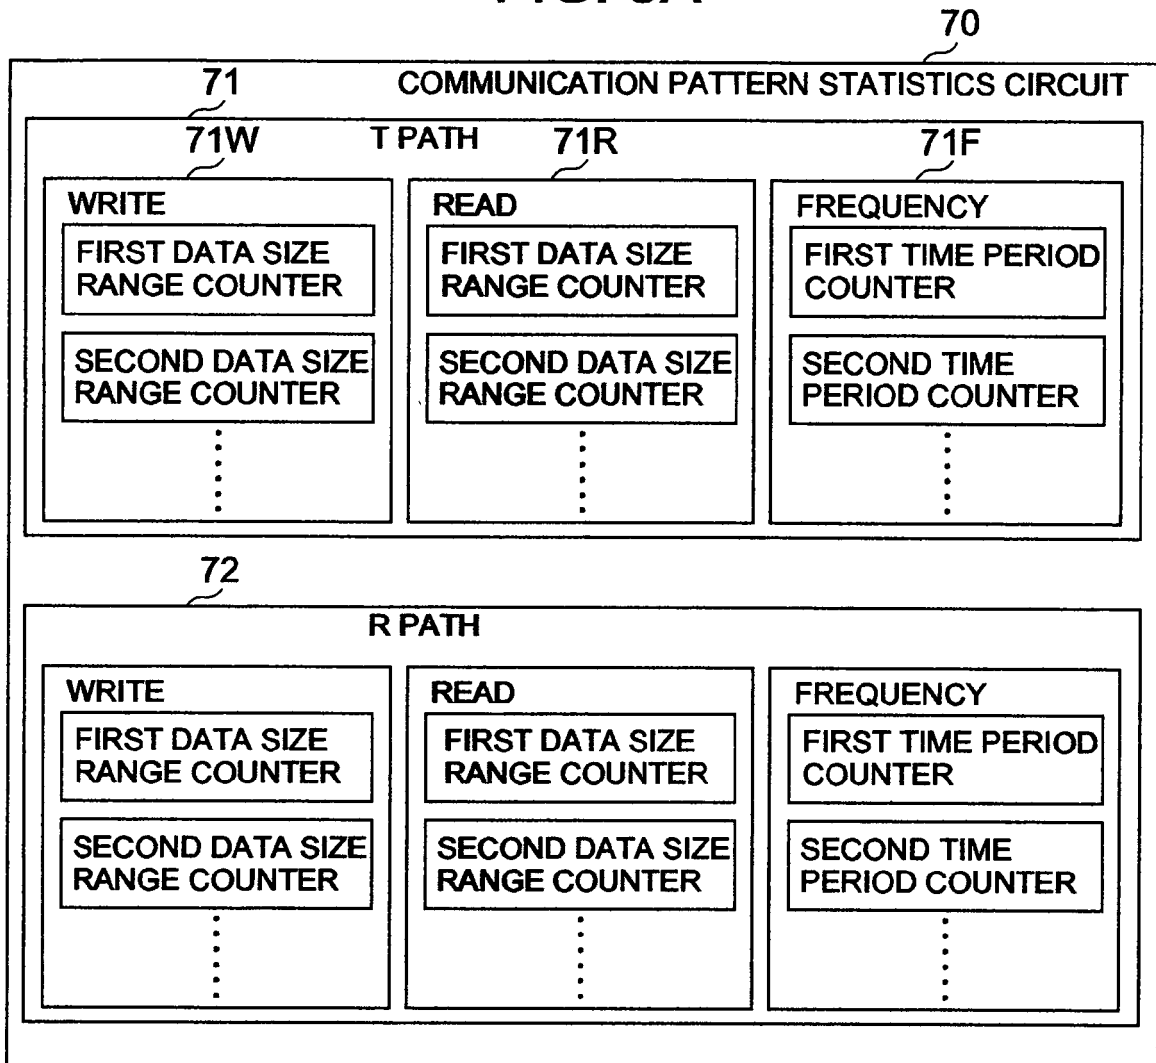 70
71 COMMUNICATION PATTERN STATISTICS CIRCUIT
71W T PATH 71R 71F
WRITE
FIRST DATA SIZE
RANGE COUNTER
SECOND DATA SIZE
RANGE COUNTER
READ
FIRST DATA SIZE
RANGE COUNTER
SECOND DATA SIZE
RANGE COUNTER
FREQUENCY
FIRST TIME PERIOD
COUNTER
SECOND TIME
PERIOD COUNTER
72
R PATH
WRITE
FIRST DATA SIZE
RANGE COUNTER
SECOND DATA SIZE
RANGE COUNTER
READ
FIRST DATA SIZE
RANGE COUNTER
SECOND DATA SIZE
RANGE COUNTER
FREQUENCY
FIRST TIME PERIOD
COUNTER
SECOND TIME
PERIOD COUNTER